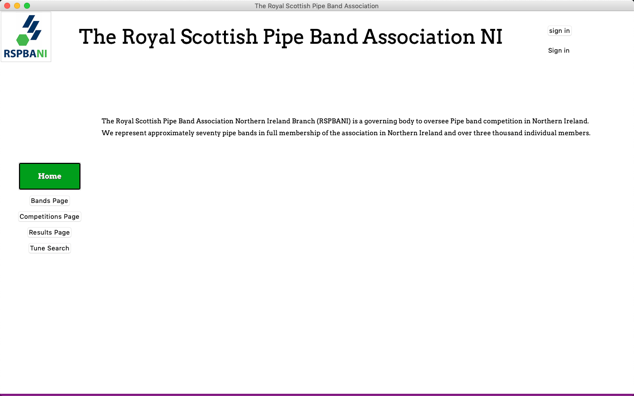 The Royal Scottish Pipe Band Association
RSPBANI
The Royal Scottish Pipe Band Association NI
sign in
Sign in
The Royal Scottish Pipe Band Association Northern Ireland Branch (RSPBANI) is a governing body to oversee Pipe band competition in Northern Ireland.
We represent approximately seventy pipe bands in full membership of the association in Northern Ireland and over three thousand individual members.
Home
Bands Page
Competitions Page
Results Page
Tune Search